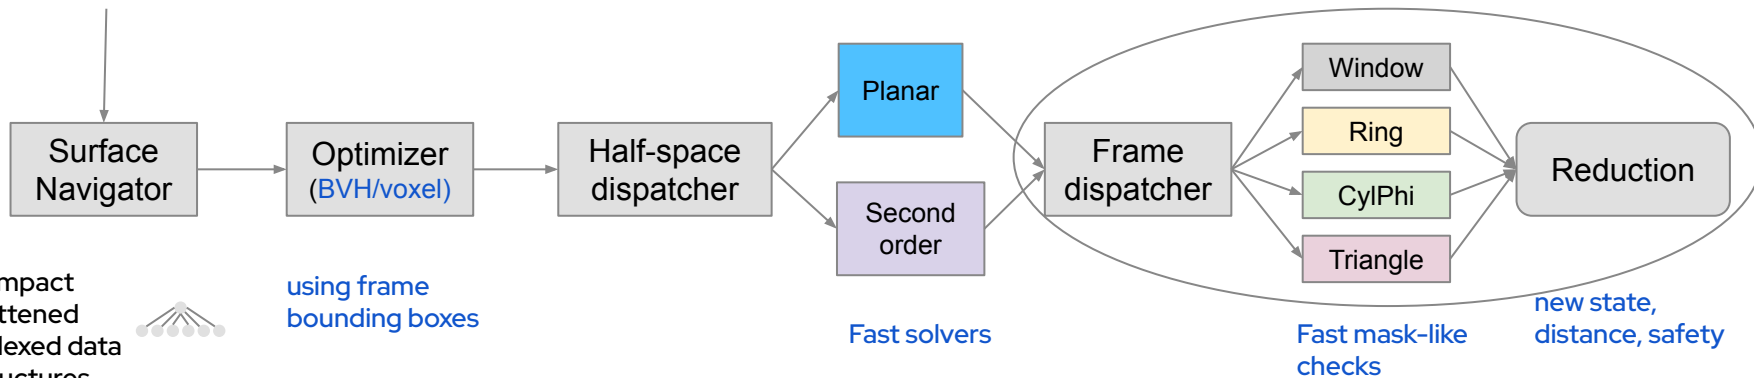 Surface
Navigator
Optimizer
(BVH/voxel)
Half-space
dispatcher
Planar
Second
order
Frame
dispatcher
Window
Ring
CylPhi
Triangle
Reduction
using frame
bounding boxes
Fast solvers
Fast mask-like
checks
new state,
distance, safety
data